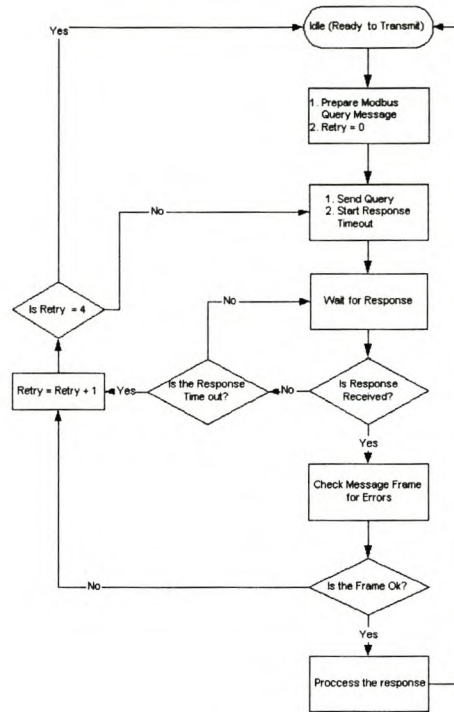 Yes
Idle (Ready to Transmit)
1. Prepare Modbus
Query Message
2. Retry = 0
No
1. Send Query
2. Start Response
Timeout
No
Wait for Response
Is Retry = 4
Retry = Retry + 1
Yes
Is the Response
Time out?
No
Is Response
Received?
Yes
Check Message Frame
for Errors
No
Is the Frame Ok?
Yes
Proccess the response